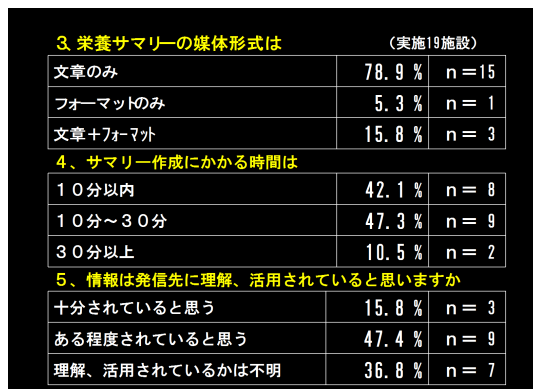 3、栄養サマリーの媒体形式は (実施19施設)
文章のみ 78.9 % n=15
フォーマットのみ 5.3 % n= 1
文章+フォーマット 15.8 % n= 3
4、サマリー作成にかかる時間は
10分以内 42.1 % n= 8
10分～30分 47.3 % n= 9
30分以上 10.5 % n= 2
5、情報は発信先に理解、活用されていると思いますか
十分されていると思う 15.8 % n= 3
ある程度されていると思う 47.4 % n= 9
理解、活用されているかは不明 36.8 % n= 7